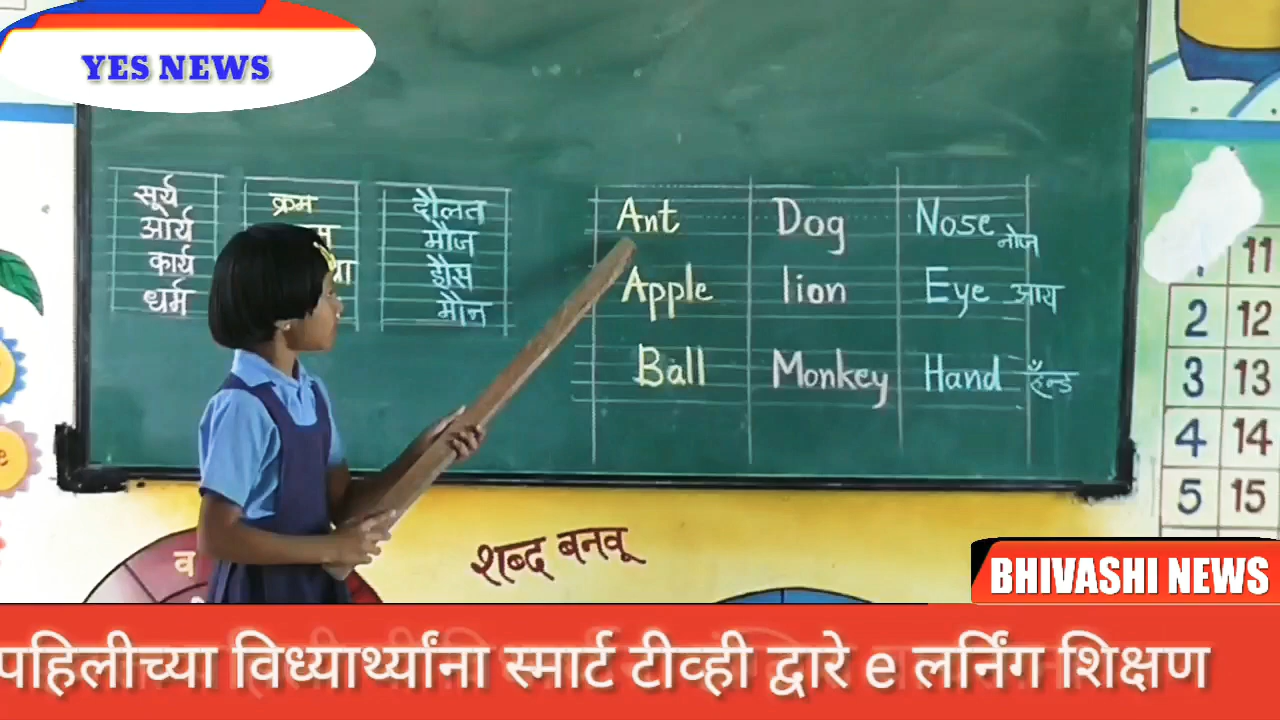 YES NEWS
सूर्य
आर्य
कार्य
धर्म
क्रम
दौलत
मौज
हौस
मौन
Ant Dog Nose नोज
Apple lion Eye आय
Ball Monkey Hand हॅन्ड
11
2 12
3 13
4 14
5 15
व
शब्द बनवू
BHIVASHI NEWS
पहिलीच्या विध्यार्थ्यांना स्मार्ट टीव्ही द्वारे e लर्निंग शिक्षण